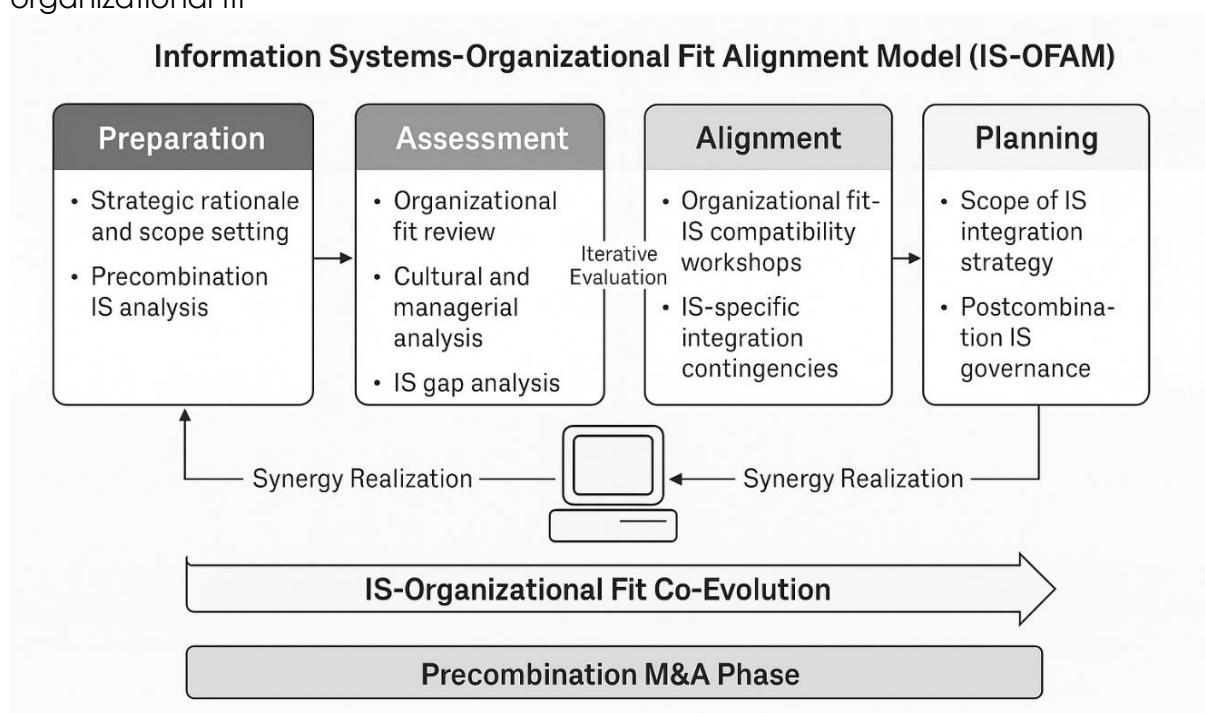 organizational fit
Information Systems-Organizational Fit Alignment Model (IS-OFAM)
Preparation
• Strategic rationale
and scope setting
• Precombination
IS analysis
Assessment
• Organizational
fit review
• Cultural and
managerial
analysis
• IS gap analysis
Iterative
Evaluation
Alignment
• Organizational fit-
IS compatibility
workshops
• IS-specific
integration
contingencies
Planning
• Scope of IS
integration
strategy
• Postcombina-
tion IS
governance
Synergy Realization
Synergy Realization
IS-Organizational Fit Co-Evolution
Precombination M&A Phase